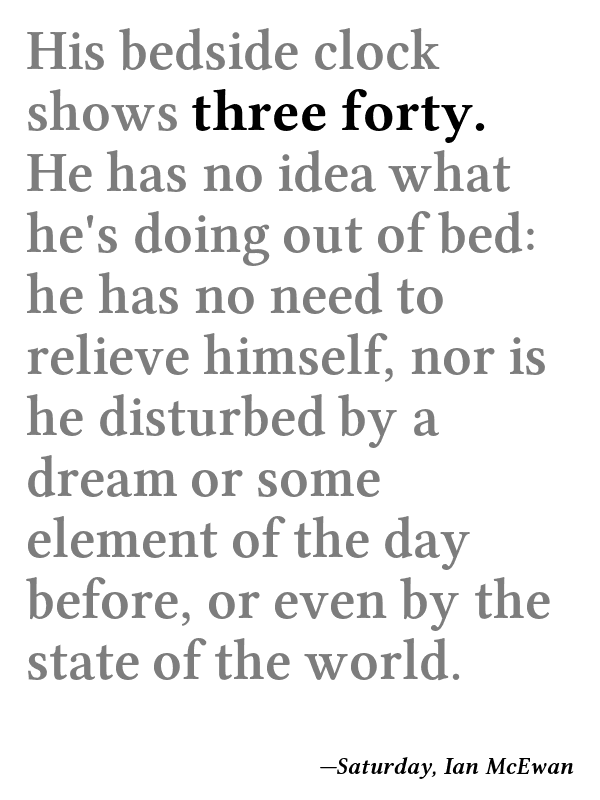 His bedside clock
shows three forty.
He has no idea what
he's doing out of bed:
he has no need to
relieve himself, nor is
he disturbed by a
dream or some
element of the day
before, or even by the
state of the world.
—Saturday, Ian McEwan